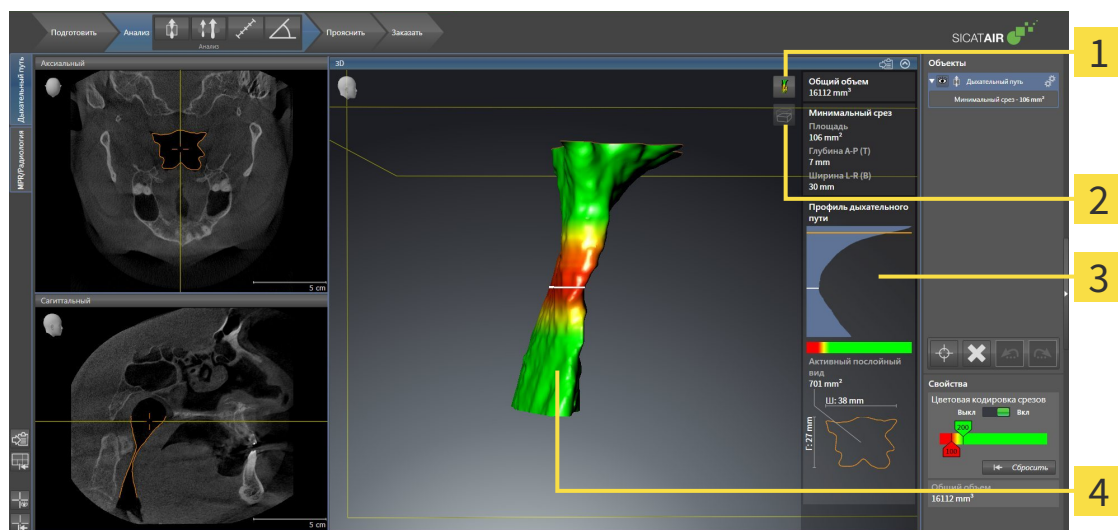 Подготовить
Анализ
Анализ
Прояснить
Заказать
SICATAIR
1
Дыхательный путь
MPR/Радиология
Аксиальный
5 cm
Сагиттальный
5 cm
3D
Общий объем
16112 mm³
Минимальный срез
Площадь
106 mm²
Глубина A-P (T)
7 mm
Ширина L-R (B)
30 mm
Профиль дыхательного
пути
Активный послойный
вид
701 mm²
Ш: 38 mm
Г: 27 mm
Объекты
Дыхательный путь
Минимальный срез - 106 mm²
2
3
Свойства
Цветовая кодировка срезов
Выкл
Вкл
200
100
Сбросить
Общий объем
16112 mm³
4